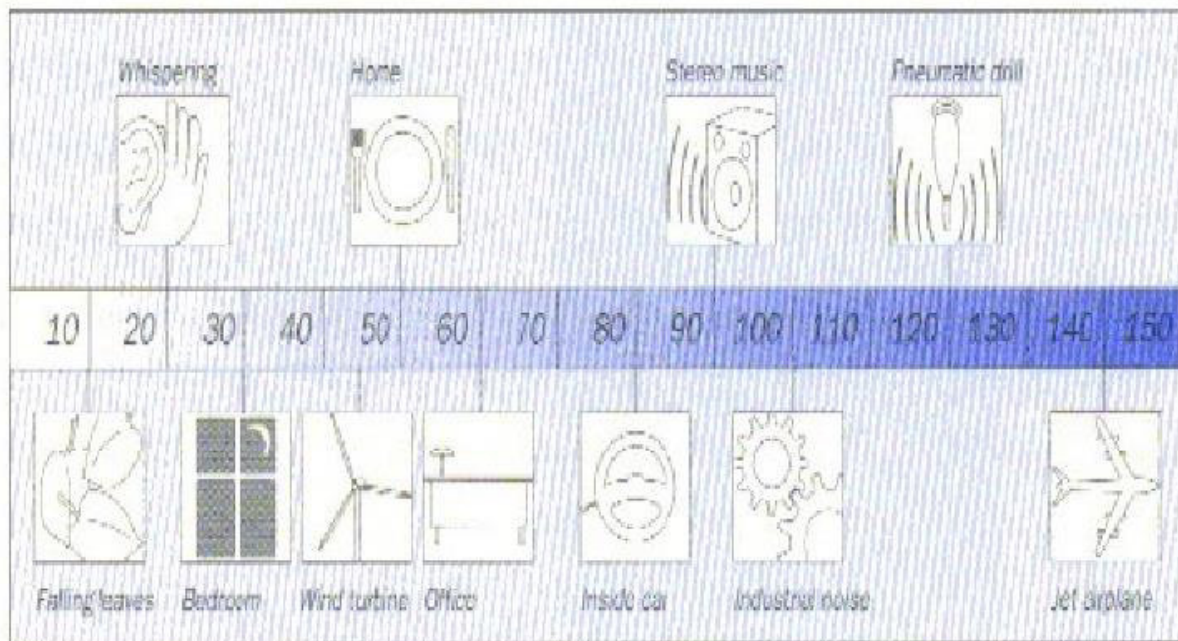 Whispering Home Stereo music Pneumatic drill
10 20 30 40 50 60 70 80 90 100 110 120 130 140 150
Falling leaves Bedroom Wind turbine Office Inside car Industrial noise Jet airplane